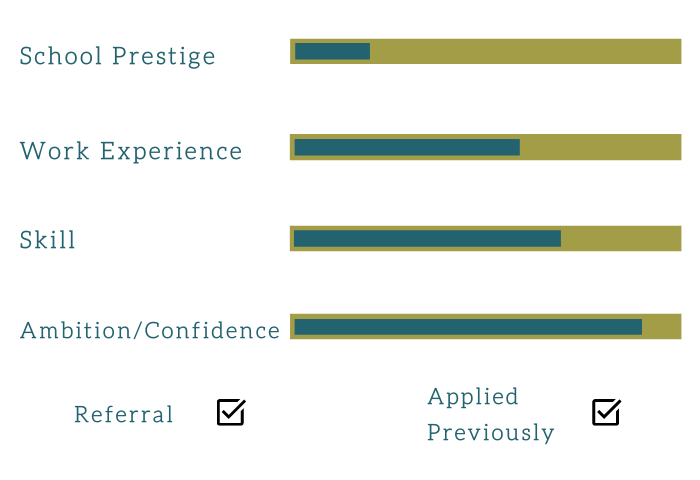 School Prestige
Work Experience
Skill
Ambition/Confidence
Referral
Applied
Previously